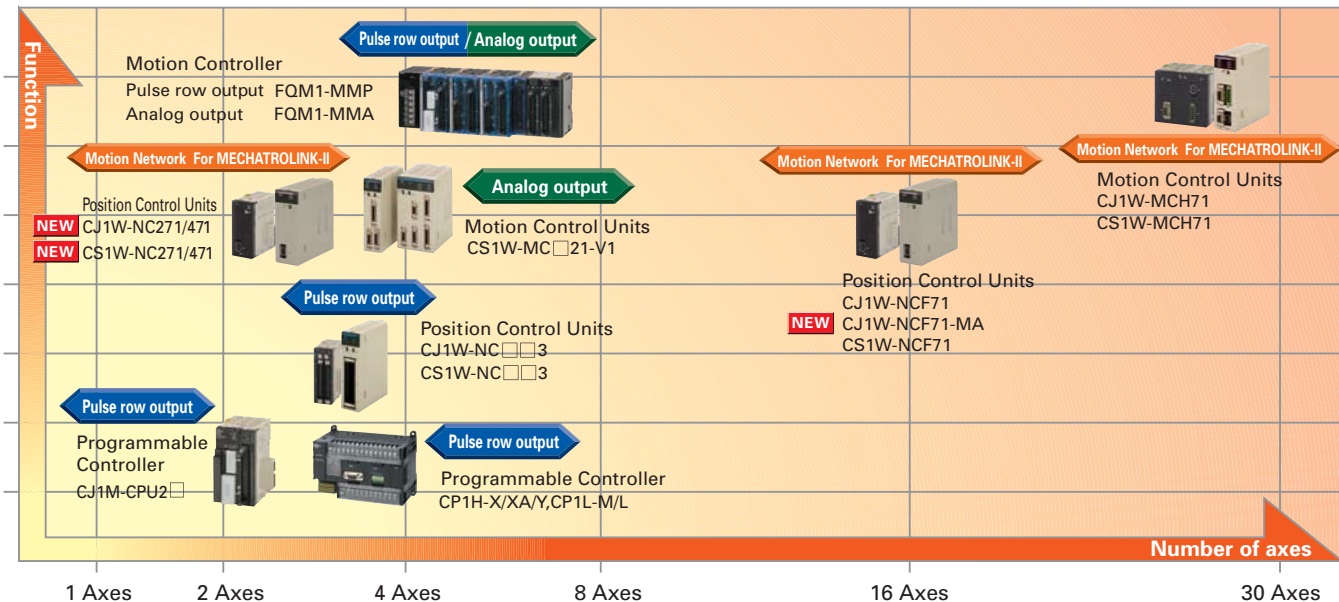 Function
Pulse row output / Analog output
Motion Controller
Pulse row output FQM1-MMP
Analog output FQM1-MMA
Motion Network For MECHATROLINK-II
Position Control Units
NEW CJ1W-NC271/471
NEW CS1W-NC271/471
Analog output
Motion Control Units
CS1W-MC□21-V1
Motion Network For MECHATROLINK-II
Position Control Units
CJ1W-NCF71
NEW CJ1W-NCF71-MA
CS1W-NCF71
Motion Network For MECHATROLINK-II
Motion Control Units
CJ1W-MCH71
CS1W-MCH71
Pulse row output
Position Control Units
CJ1W-NC□□3
CS1W-NC□□3
Pulse row output
Programmable
Controller
CJ1M-CPU2□
Pulse row output
Programmable Controller
CP1H-X/XA/Y,CP1L-M/L
Number of axes
1 Axes 2 Axes 4 Axes 8 Axes 16 Axes 30 Axes